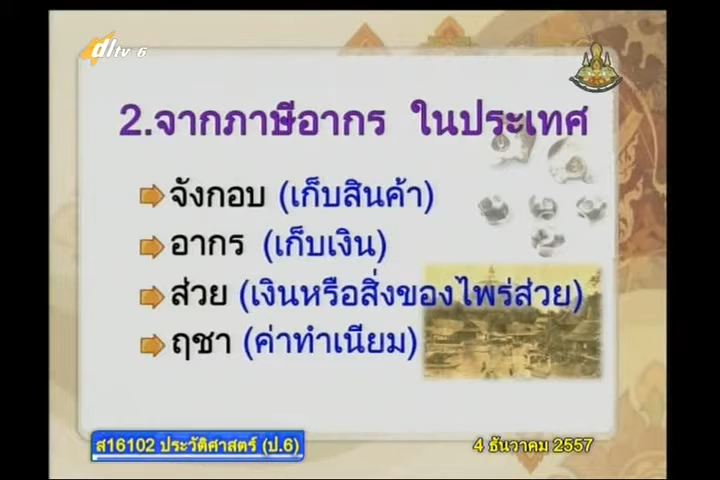 dltv 6
2.จากภาษีอากร ในประเทศ
จังกอบ (เก็บสินค้า)
อากร (เก็บเงิน)
ส่วย (เงินหรือสิ่งของไพร่ส่วย)
ฤชา (ค่าทำเนียม)
ส16102 ประวัติศาสตร์ (ป.6)
4 ธันวาคม 2557